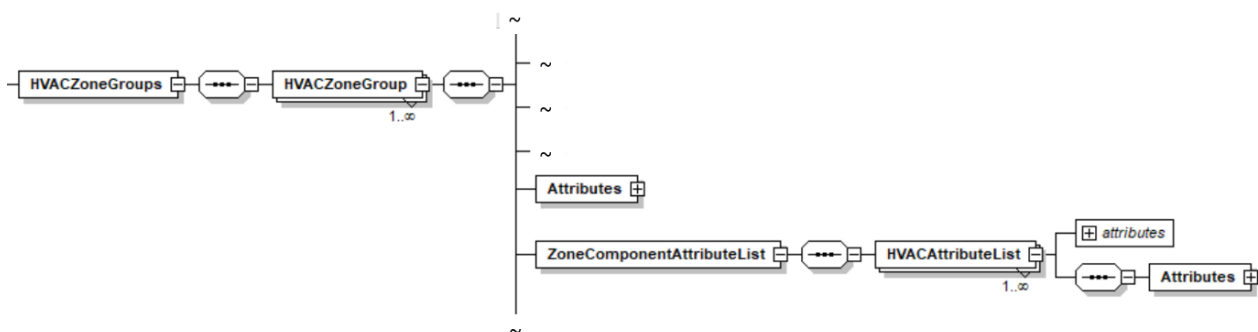 ~
~
HVACZoneGroups HVACZoneGroup
~
1..∞
~
Attributes
attributes
ZoneComponentAttributeList HVACAttributeList
Attributes
1..∞
~